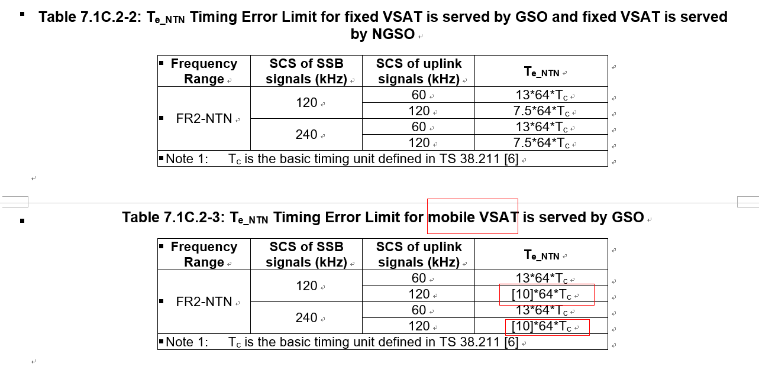 Table 7.1C.2-2: Te_NTN Timing Error Limit for fixed VSAT is served by GSO and fixed VSAT is served
by NGSO
Frequency Range SCS of SSB signals (kHz) SCS of uplink signals (kHz) Te_NTN
FR2-NTN 120 60 13*64*Tc
120 7.5*64*Tc
240 60 13*64*Tc
120 7.5*64*Tc
Note 1: Tc is the basic timing unit defined in TS 38.211 [6]
Table 7.1C.2-3: Te_NTN Timing Error Limit for mobile VSAT is served by GSO
Frequency Range SCS of SSB signals (kHz) SCS of uplink signals (kHz) Te_NTN
FR2-NTN 120 60 13*64*Tc
120 [10]*64*Tc
240 60 13*64*Tc
120 [10]*64*Tc
Note 1: Tc is the basic timing unit defined in TS 38.211 [6]